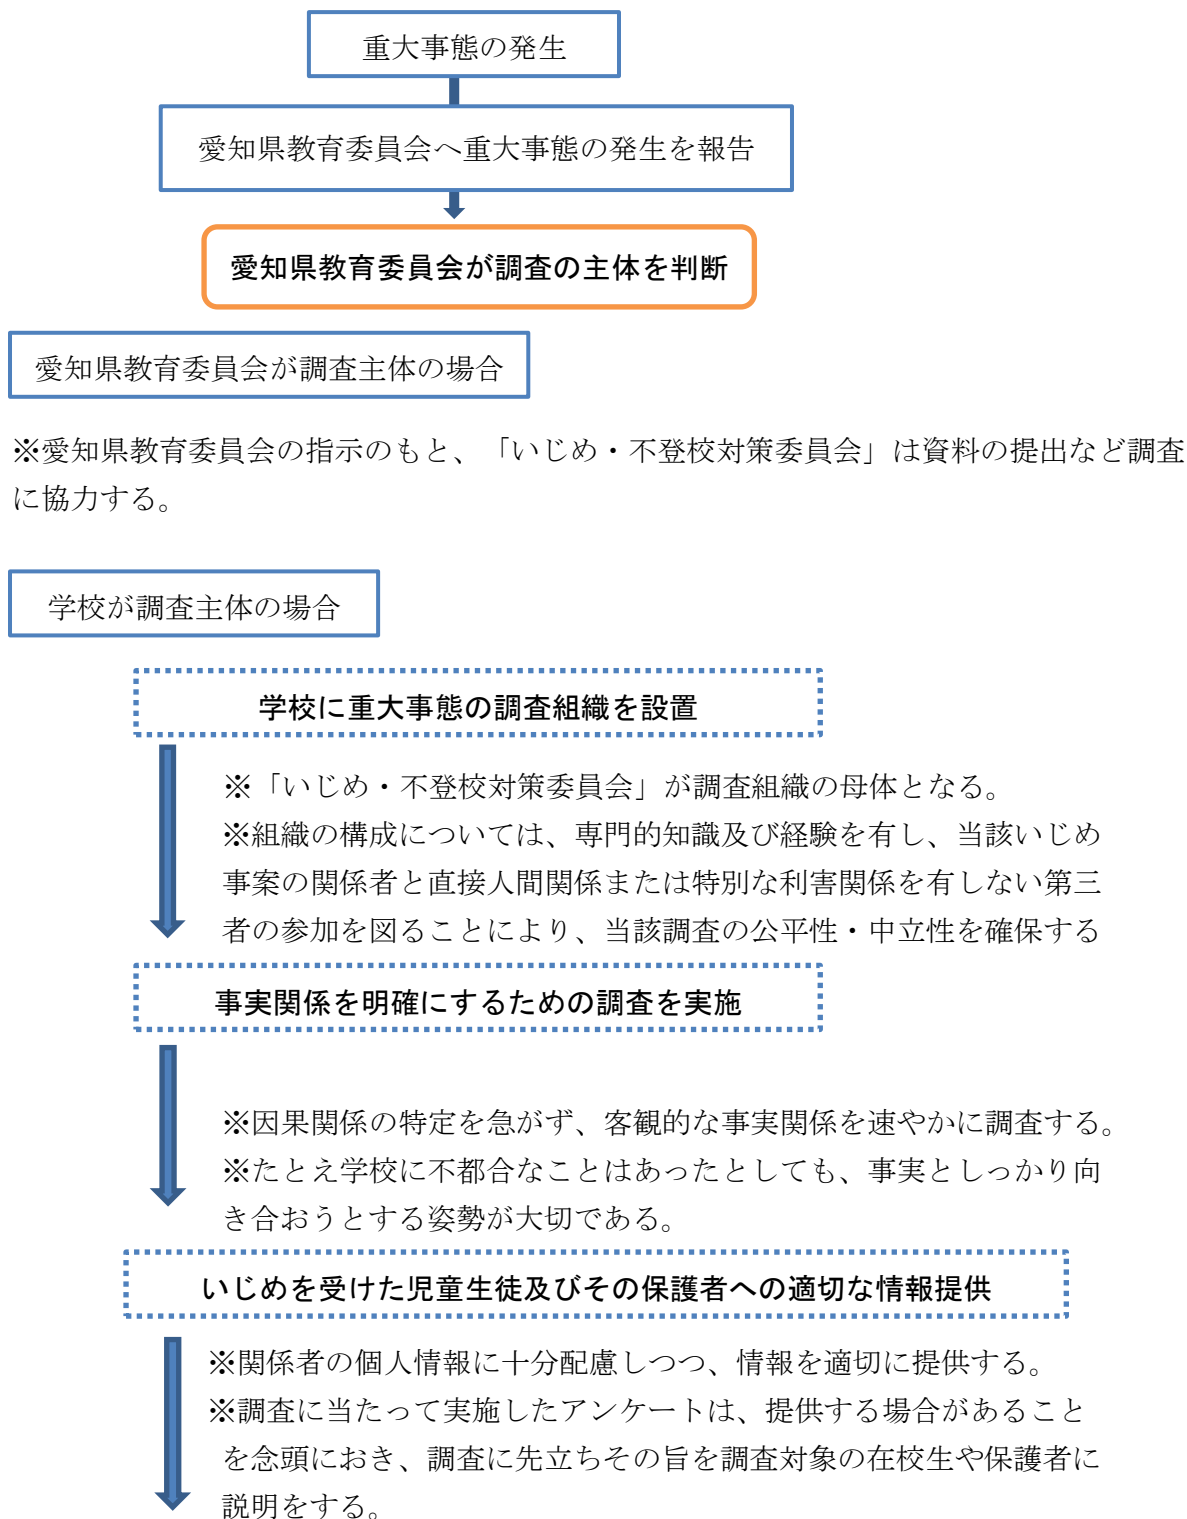 重大事態の発生
愛知県教育委員会へ重大事態の発生を報告
愛知県教育委員会が調査の主体を判断
愛知県教育委員会が調査主体の場合
※愛知県教育委員会の指示のもと、「いじめ・不登校対策委員会」は資料の提出など調査
に協力する。
学校が調査主体の場合
学校に重大事態の調査組織を設置
※「いじめ・不登校対策委員会」が調査組織の母体となる。
※組織の構成については、専門的知識及び経験を有し、当該いじめ
事案の関係者と直接人間関係または特別な利害関係を有しない第三
者の参加を図ることにより、当該調査の公平性・中立性を確保する
事実関係を明確にするための調査を実施
※因果関係の特定を急がず、客観的な事実関係を速やかに調査する。
※たとえ学校に不都合なことはあったとしても、事実としっかり向
き合おうとする姿勢が大切である。
いじめを受けた児童生徒及びその保護者への適切な情報提供
※関係者の個人情報に十分配慮しつつ、情報を適切に提供する。
※調査に当たって実施したアンケートは、提供する場合があること
を念頭におき、調査に先立ちその旨を調査対象の在校生や保護者に
説明をする。